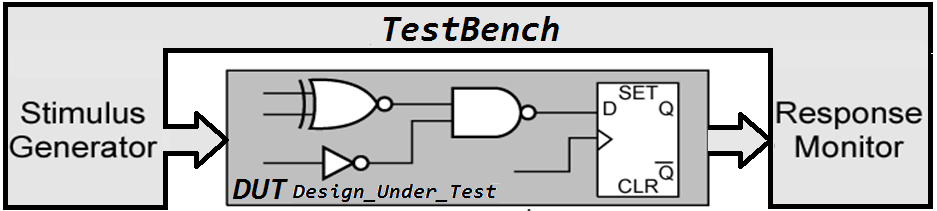 TestBench
Stimulus
Generator
SET
D Q
Q
CLR
DUT Design_Under_Test
Response
Monitor